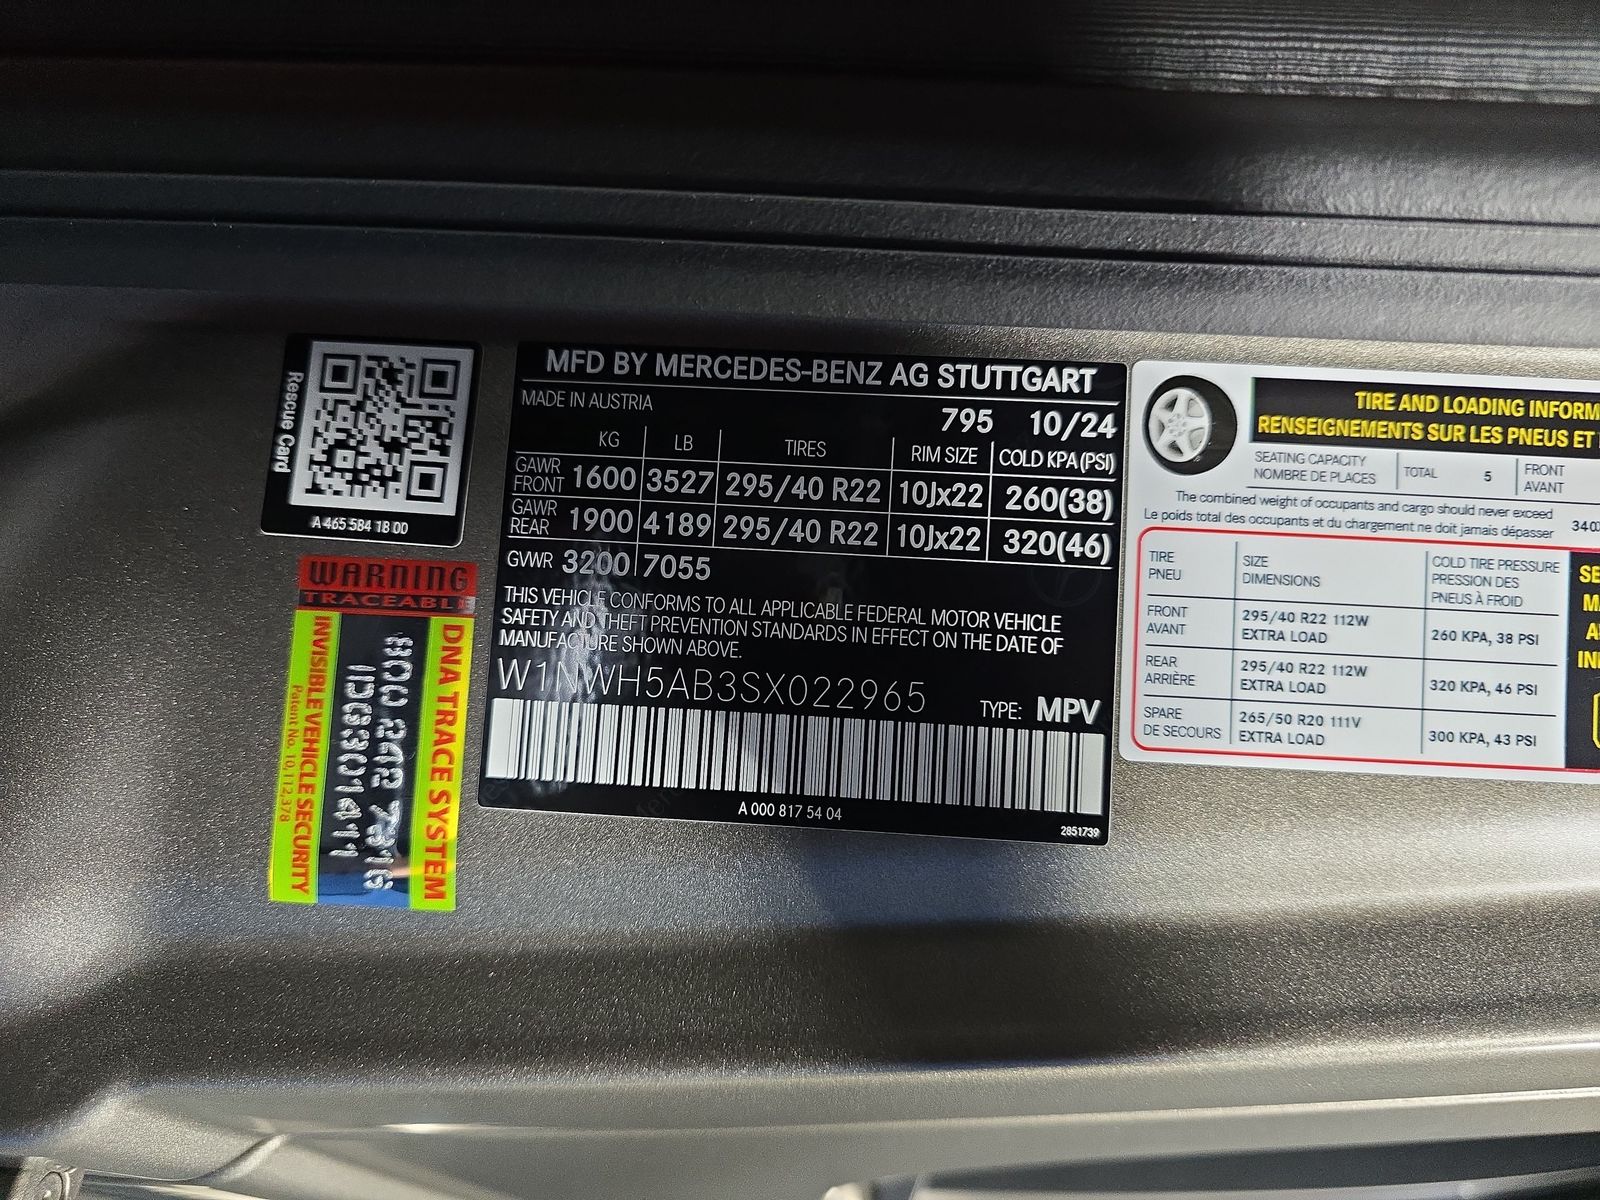 Rescue Card
A 465 584 18 00
WARNING
TRACEABLE
DNA TRACE SYSTEM
INVISIBLE VEHICLE SECURITY
Patent No. 10,112378
MFD BY MERCEDES-BENZ AG STUTTGART
MADE IN AUSTRIA
795 10/24
KG LB TIRES RIM SIZE COLD KPA(PSI)
GAWR FRONT 1600 3527 295/40 R22 10Jx22 260(38)
GAWR REAR 1900 4189 295/40 R22 10Jx22 320(46)
GVWR 3200 7055
THIS VEHICLE CONFORMS TO ALL APPLICABLE FEDERAL MOTOR VEHICLE
SAFETY AND THEFT PREVENTION STANDARDS IN EFFECT ON THE DATE OF
MANUFACTURE SHOWN ABOVE.
W1NWH5AB3SX022965
TYPE: MPV
A 000 817 54 04
2851739
TIRE AND LOADING INFORM
RENSEIGNEMENTS SUR LES PNEUS ET
SEATING CAPACITY
NOMBRE DE PLACES
TOTAL 5
FRONT
AVANT
The combined weight of occupants and cargo should never exceed
Le poids total des occupants et du chargement ne doit jamais dépasser
340
TIRE
PNEU
SIZE
DIMENSIONS
COLD TIRE PRESSURE
PRESSION DES
PNEUS À FROID
FRONT
AVANT
295/40 R22 112W
EXTRA LOAD
260 KPA, 38 PSI
REAR
ARRIÈRE
295/40 R22 112W
EXTRA LOAD
320 KPA, 46 PSI
SPARE
DE SECOURS
265/50 R20 111V
EXTRA LOAD
300 KPA, 43 PSI